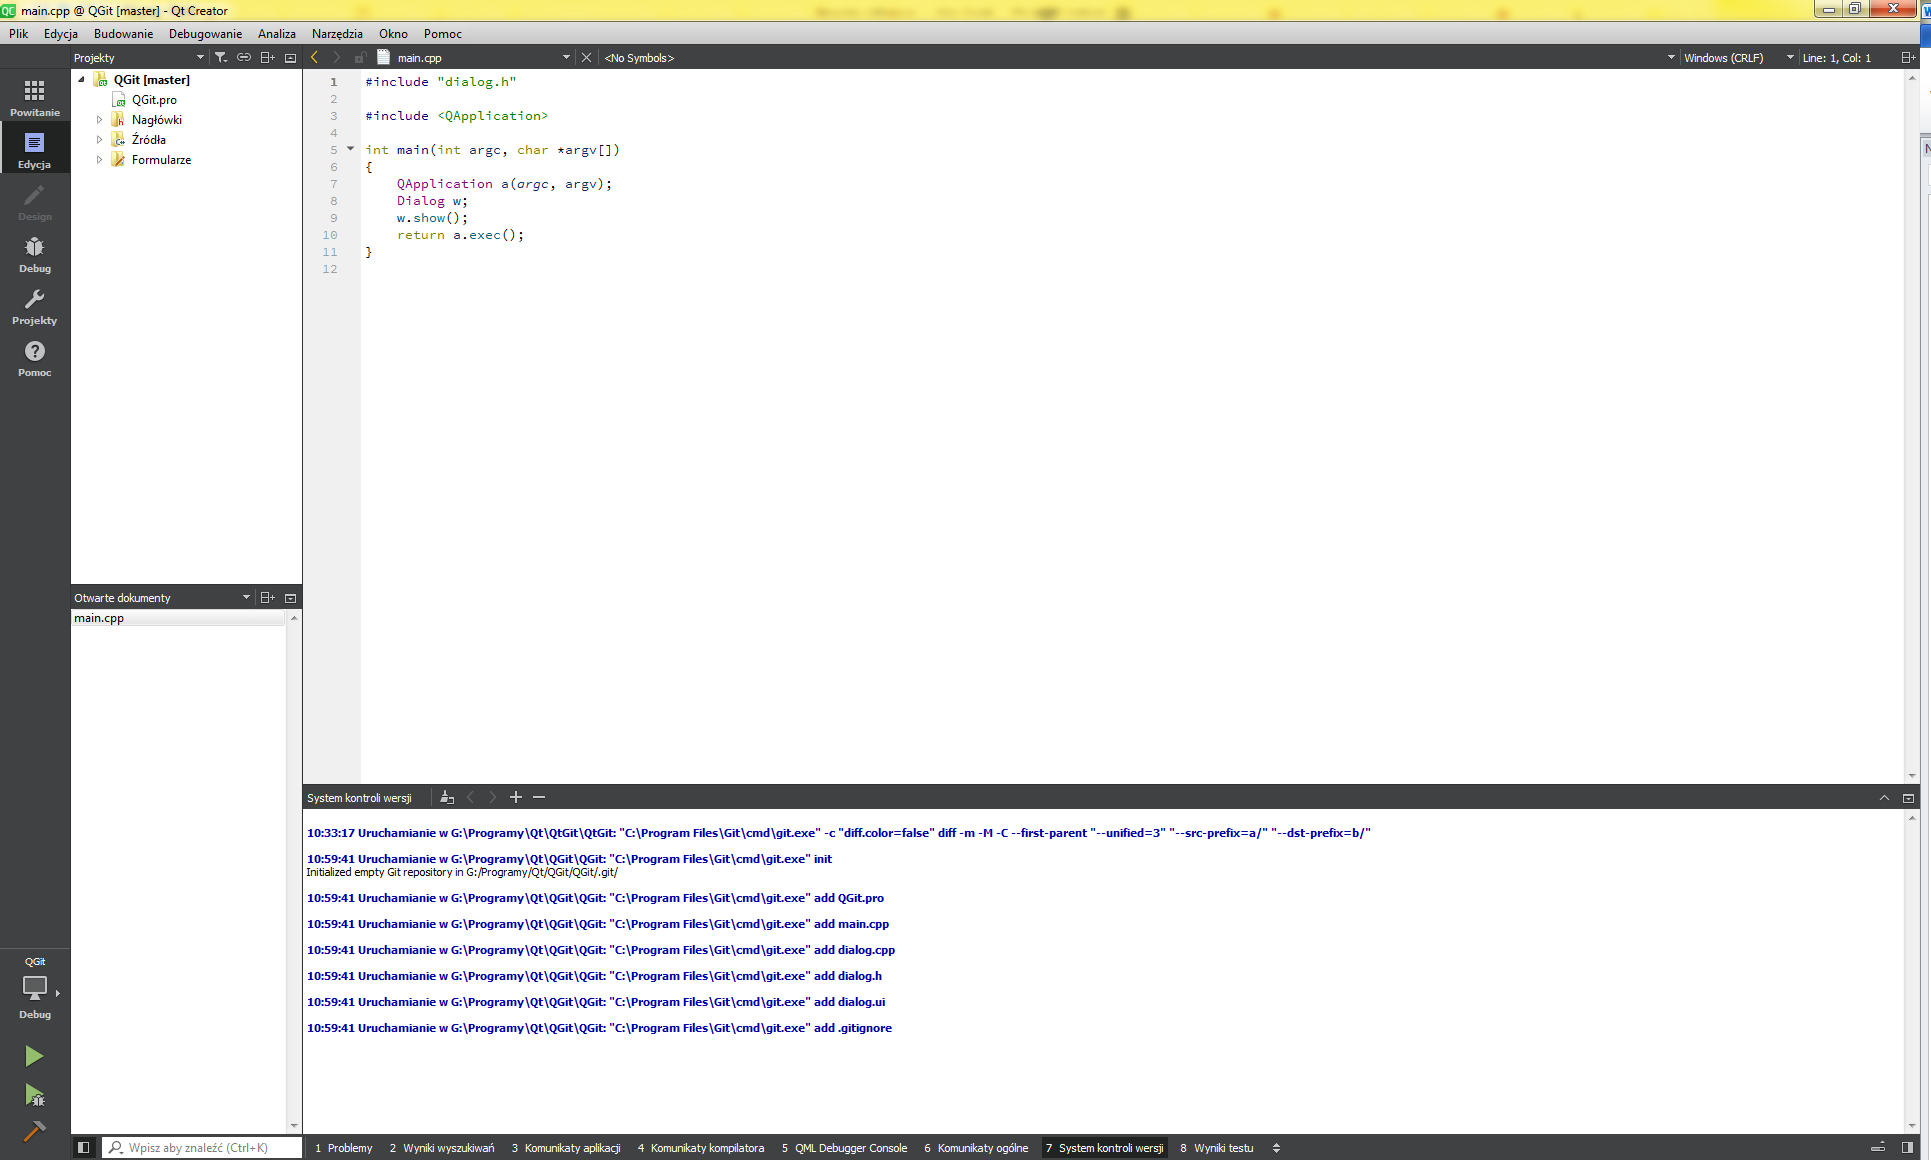 main.cpp @ QGit [master] - Qt Creator
Plik Edycja Budowanie Debugowanie Analiza Narzędzia Okno Pomoc
Projekty
main.cpp
<No Symbols>
Windows (CRLF)
Line: 1, Col: 1
Powitanie
Edycja
Design
Debug
Projekty
Pomoc
QGit [master]
QGit.pro
Nagłówki
Źródła
Formularze
1 #include "dialog.h"
2
3 #include <QApplication>
4
5 int main(int argc, char *argv[])
6 {
7     QApplication a(argc, argv);
8     Dialog w;
9     w.show();
10     return a.exec();
11 }
12
Otwarte dokumenty
main.cpp
System kontroli wersji
10:33:17 Uruchamianie w G:\Programy\Qt\QtGit\QtGit: "C:\Program Files\Git\cmd\git.exe" -c "diff.color=false" diff -m -M -C --first-parent "--unified=3" "--src-prefix=a/" "--dst-prefix=b/"
10:59:41 Uruchamianie w G:\Programy\Qt\QGit\QGit: "C:\Program Files\Git\cmd\git.exe" init
Initialized empty Git repository in G:/Programy/Qt/QGit/QGit/.git/
10:59:41 Uruchamianie w G:\Programy\Qt\QGit\QGit: "C:\Program Files\Git\cmd\git.exe" add QGit.pro
10:59:41 Uruchamianie w G:\Programy\Qt\QGit\QGit: "C:\Program Files\Git\cmd\git.exe" add main.cpp
10:59:41 Uruchamianie w G:\Programy\Qt\QGit\QGit: "C:\Program Files\Git\cmd\git.exe" add dialog.cpp
10:59:41 Uruchamianie w G:\Programy\Qt\QGit\QGit: "C:\Program Files\Git\cmd\git.exe" add dialog.h
10:59:41 Uruchamianie w G:\Programy\Qt\QGit\QGit: "C:\Program Files\Git\cmd\git.exe" add dialog.ui
10:59:41 Uruchamianie w G:\Programy\Qt\QGit\QGit: "C:\Program Files\Git\cmd\git.exe" add .gitignore
QGit
Debug
Wpisz aby znaleźć (Ctrl+K)
1 Problemy 2 Wyniki wyszukiwań 3 Komunikaty aplikacji 4 Komunikaty kompilatora 5 QML Debugger Console 6 Komunikaty ogólne 7 System kontroli wersji 8 Wyniki testu